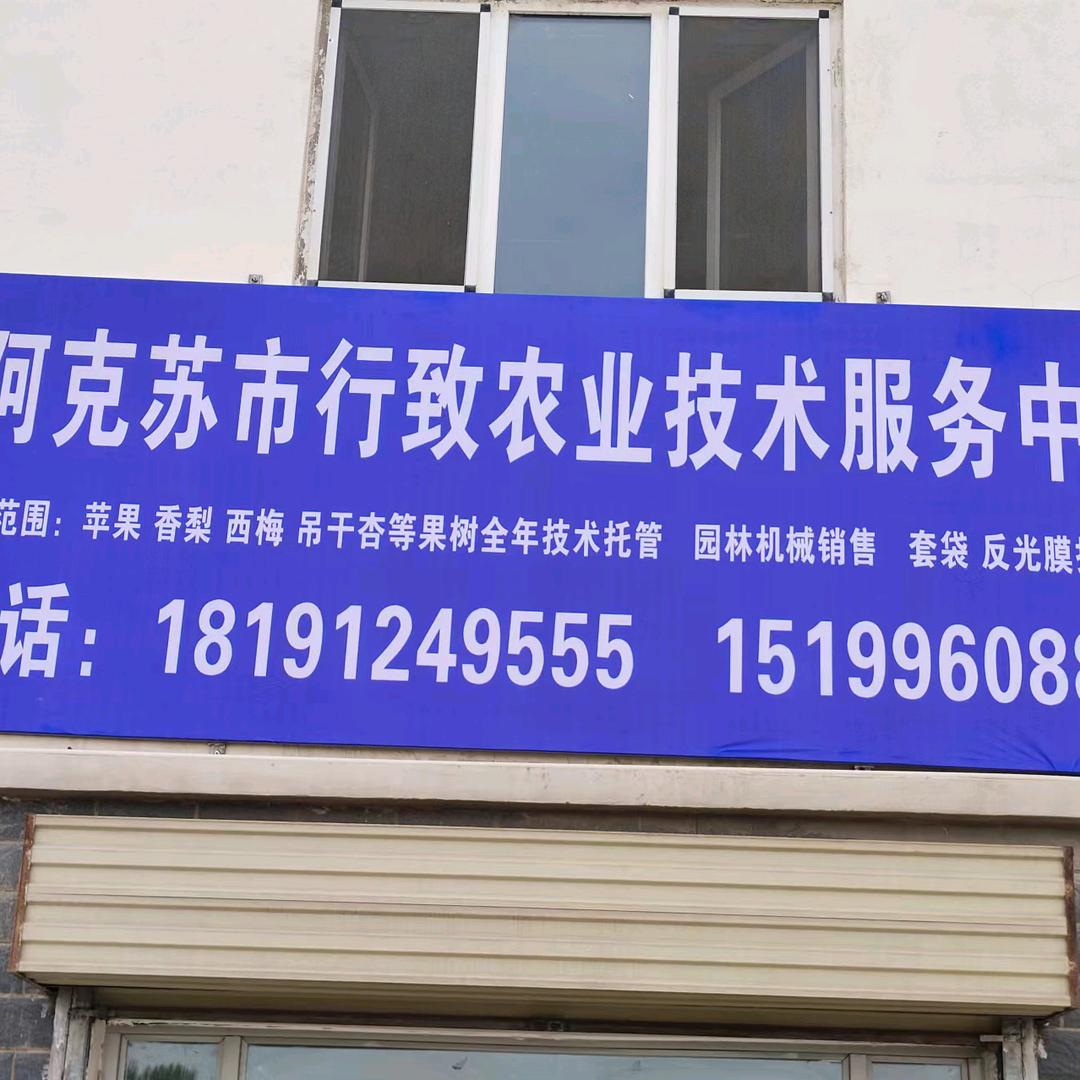 阿克苏市行致农业技术服务中
范围：苹果 香梨 西梅 吊干杏等果树全年技术托管 园林机械销售 套袋 反光膜
话：18191249555 151996088